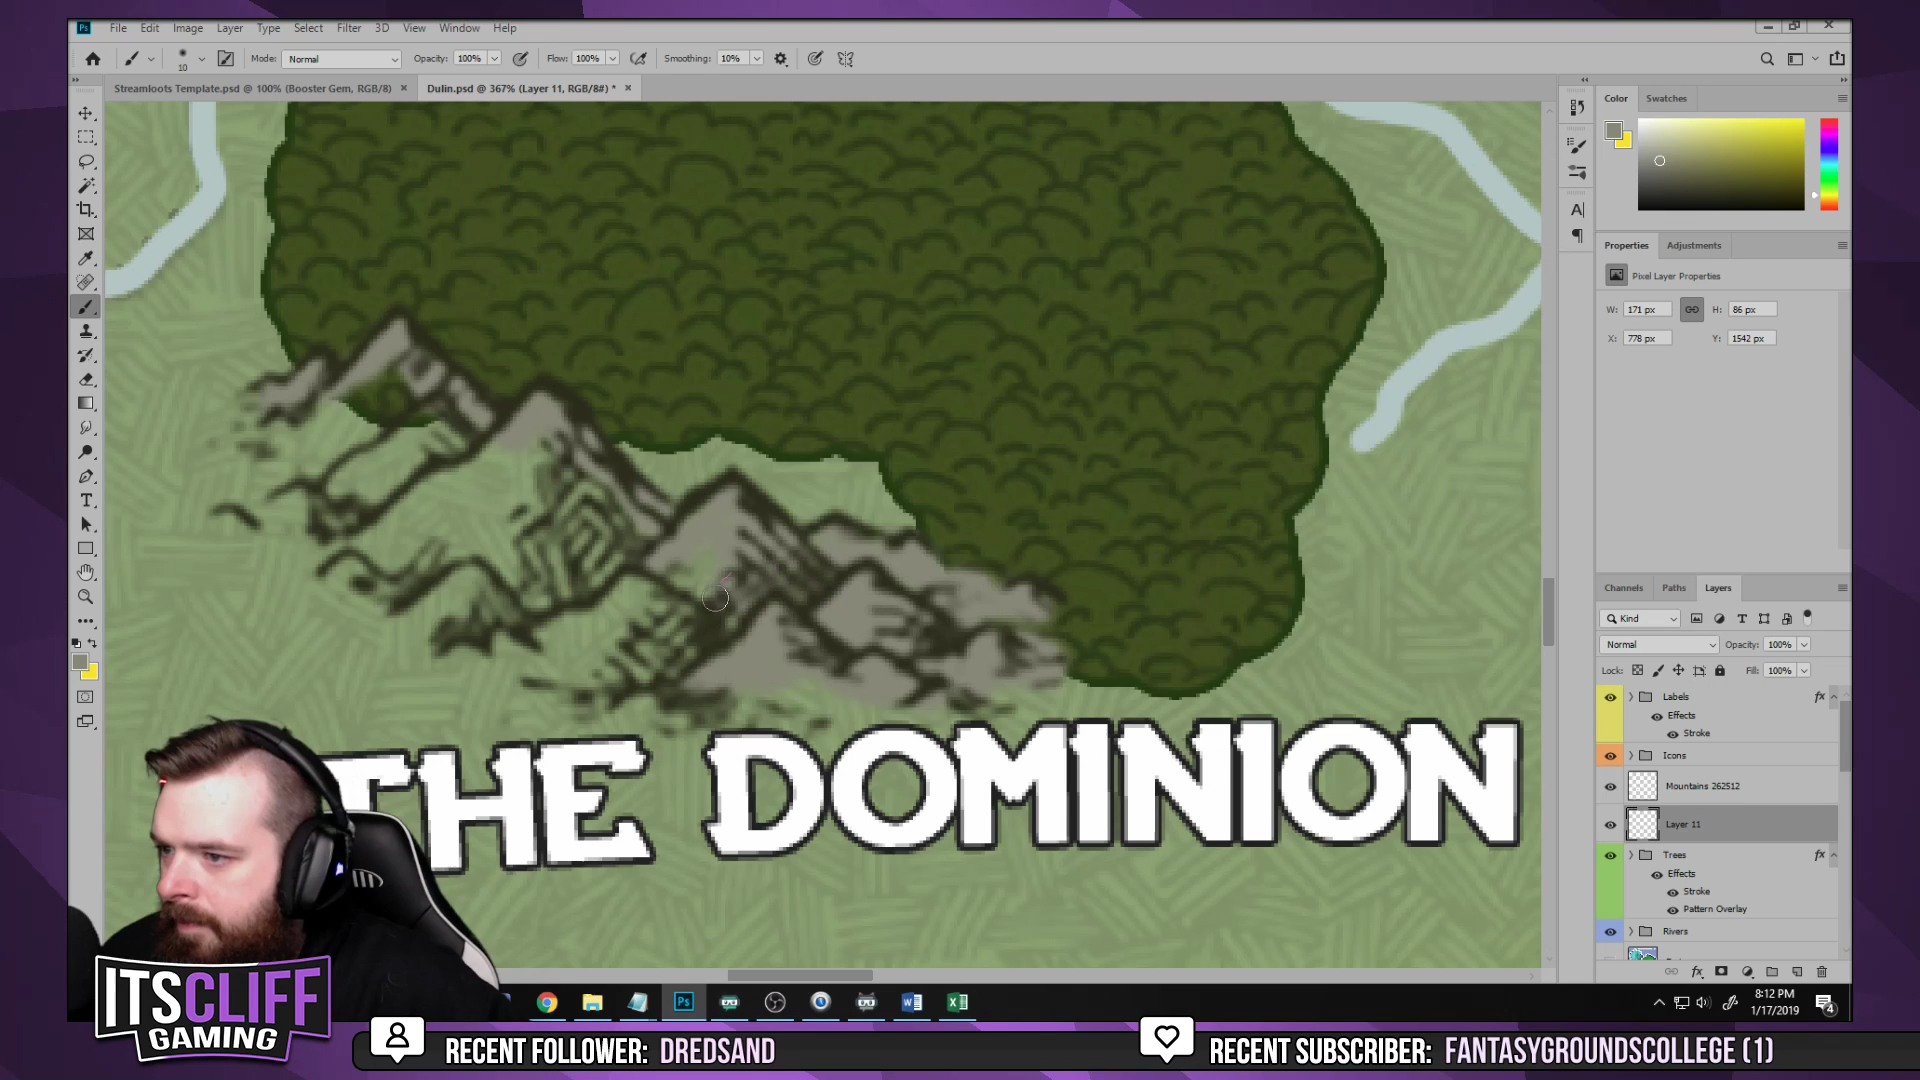 File Edit Image Layer Type Select Filter 3D View Window Help
10 Mode: Normal Opacity: 100% Flow: 100% Smoothing: 10%
Streamloots Template.psd @ 100% (Booster Gem, RGB/8)
Dulin.psd @ 367% (Layer 11, RGB/8#) *
Color Swatches
Properties Adjustments
Pixel Layer Properties
W: 171 px H: 86 px
X: 778 px Y: 1542 px
Channels Paths Layers
Kind
Normal Opacity: 100%
Lock: Fill: 100%
Labels fx
Effects
Stroke
Icons
Mountains 262512
Layer 11
Trees fx
Effects
Stroke
Pattern Overlay
Rivers
THE DOMINION
8:12 PM
1/17/2019
4
ITSCLIFF
GAMING
RECENT FOLLOWER: DREDSAND
RECENT SUBSCRIBER: FANTASYGROUNDSCOLLEGE (1)